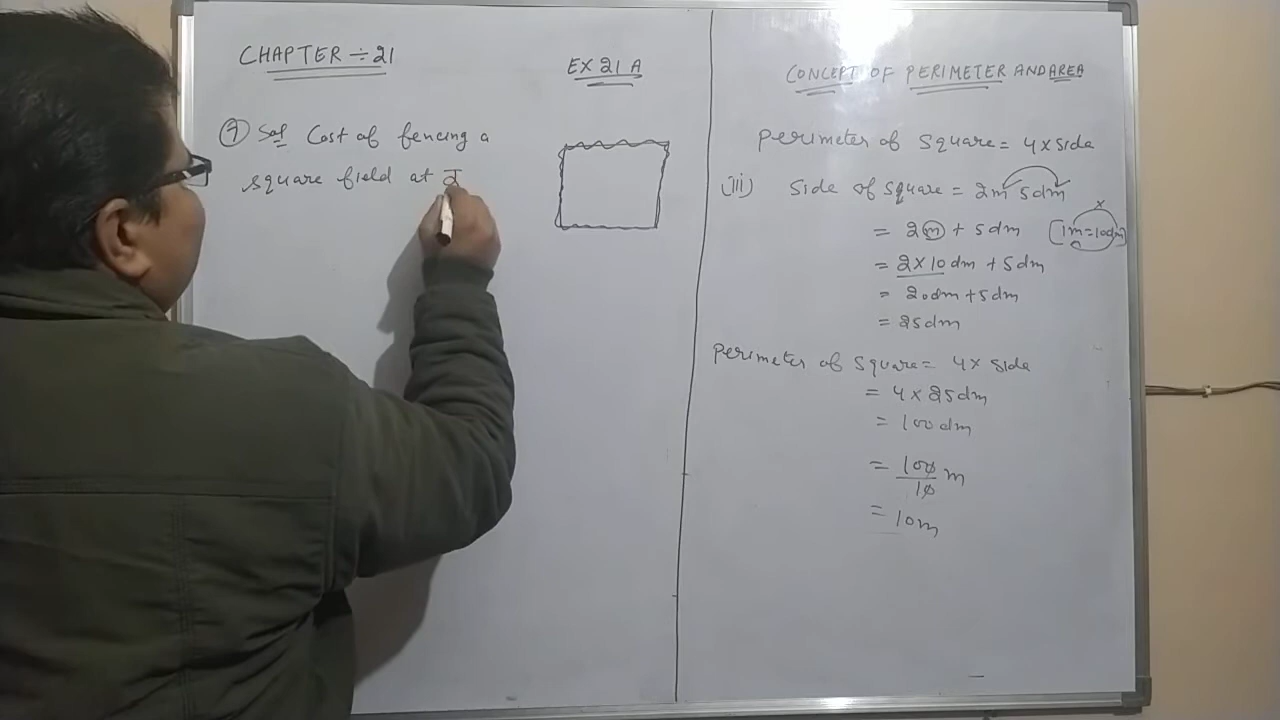 CHAPTER ÷ 21
EX 21 A
⑦ Sol Cost of fencing a
square field at
CONCEPT OF PERIMETER AND AREA
Perimeter of square = 4 x side
(iii) Side of square = 2m 5dm
= 2m + 5dm
[1m = 10dm]
x
= 2 x 10 dm + 5dm
= 20dm + 5dm
= 25dm
Perimeter of square = 4 x side
= 4 x 25dm
= 100dm
= 100/10 m
= 10m